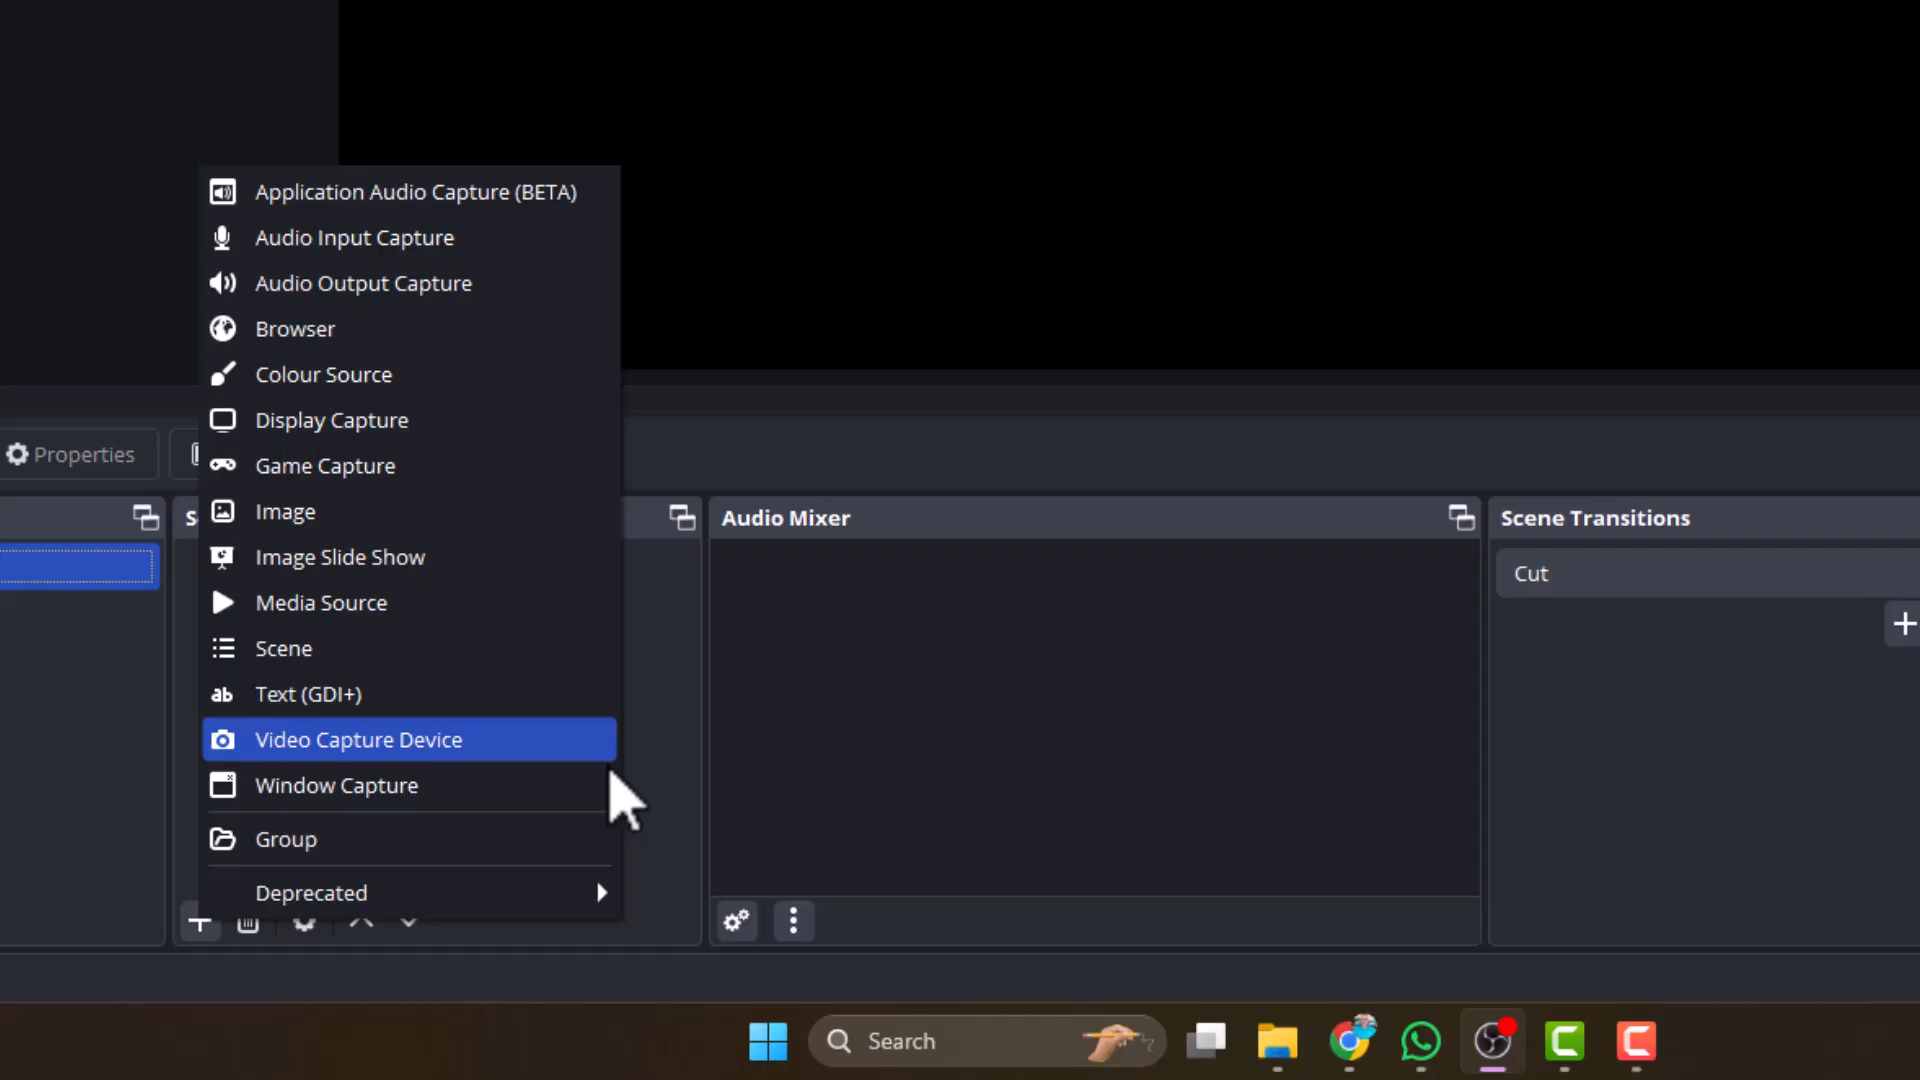 Application Audio Capture (BETA)
Audio Input Capture
Audio Output Capture
Browser
Colour Source
Display Capture
Game Capture
Image
Image Slide Show
Media Source
Scene
ab Text (GDI+)
Video Capture Device
Window Capture
Group
Deprecated
Properties
Audio Mixer
Scene Transitions
Cut
Search